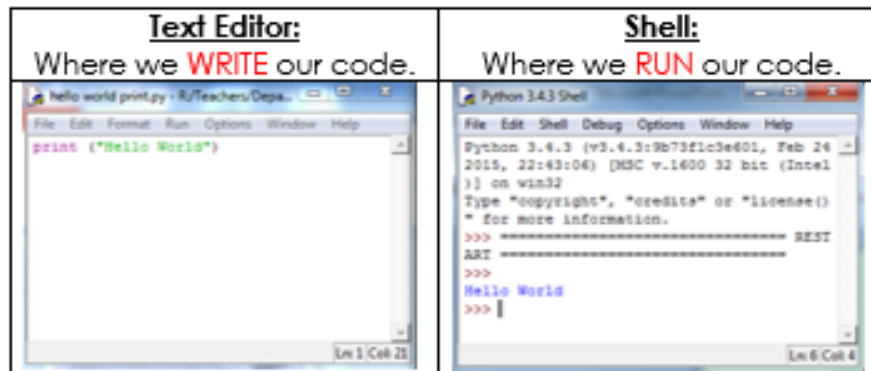 Text Editor:
Where we WRITE our code.
hello world print.py - R:/Teachers/Depa...
File Edit Format Run Options Window Help
print ("Hello World")
Ln: 1 Col: 21
Shell:
Where we RUN our code.
Python 3.4.3 Shell
File Edit Shell Debug Options Window Help
Python 3.4.3 (v3.4.3:9b73f1c3e601, Feb 24
2015, 22:43:06) [MSC v.1600 32 bit (Intel
)] on win32
Type "copyright", "credits" or "license()
" for more information.
>>> ================================ REST
ART ================================
>>>
Hello World
>>>
Ln: 6 Col: 4